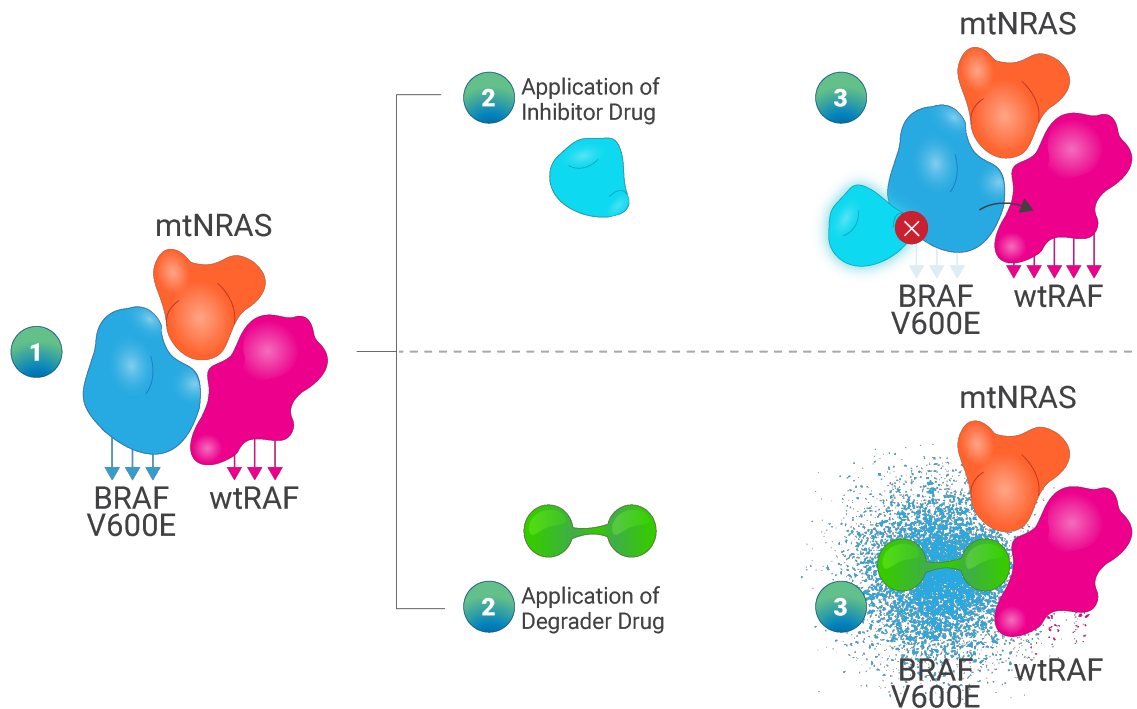 1
mtNRAS
BRAF
V600E
wtRAF
2
Application of
Inhibitor Drug
3
mtNRAS
BRAF
V600E
wtRAF
2
Application of
Degrader Drug
3
mtNRAS
BRAF
V600E
wtRAF